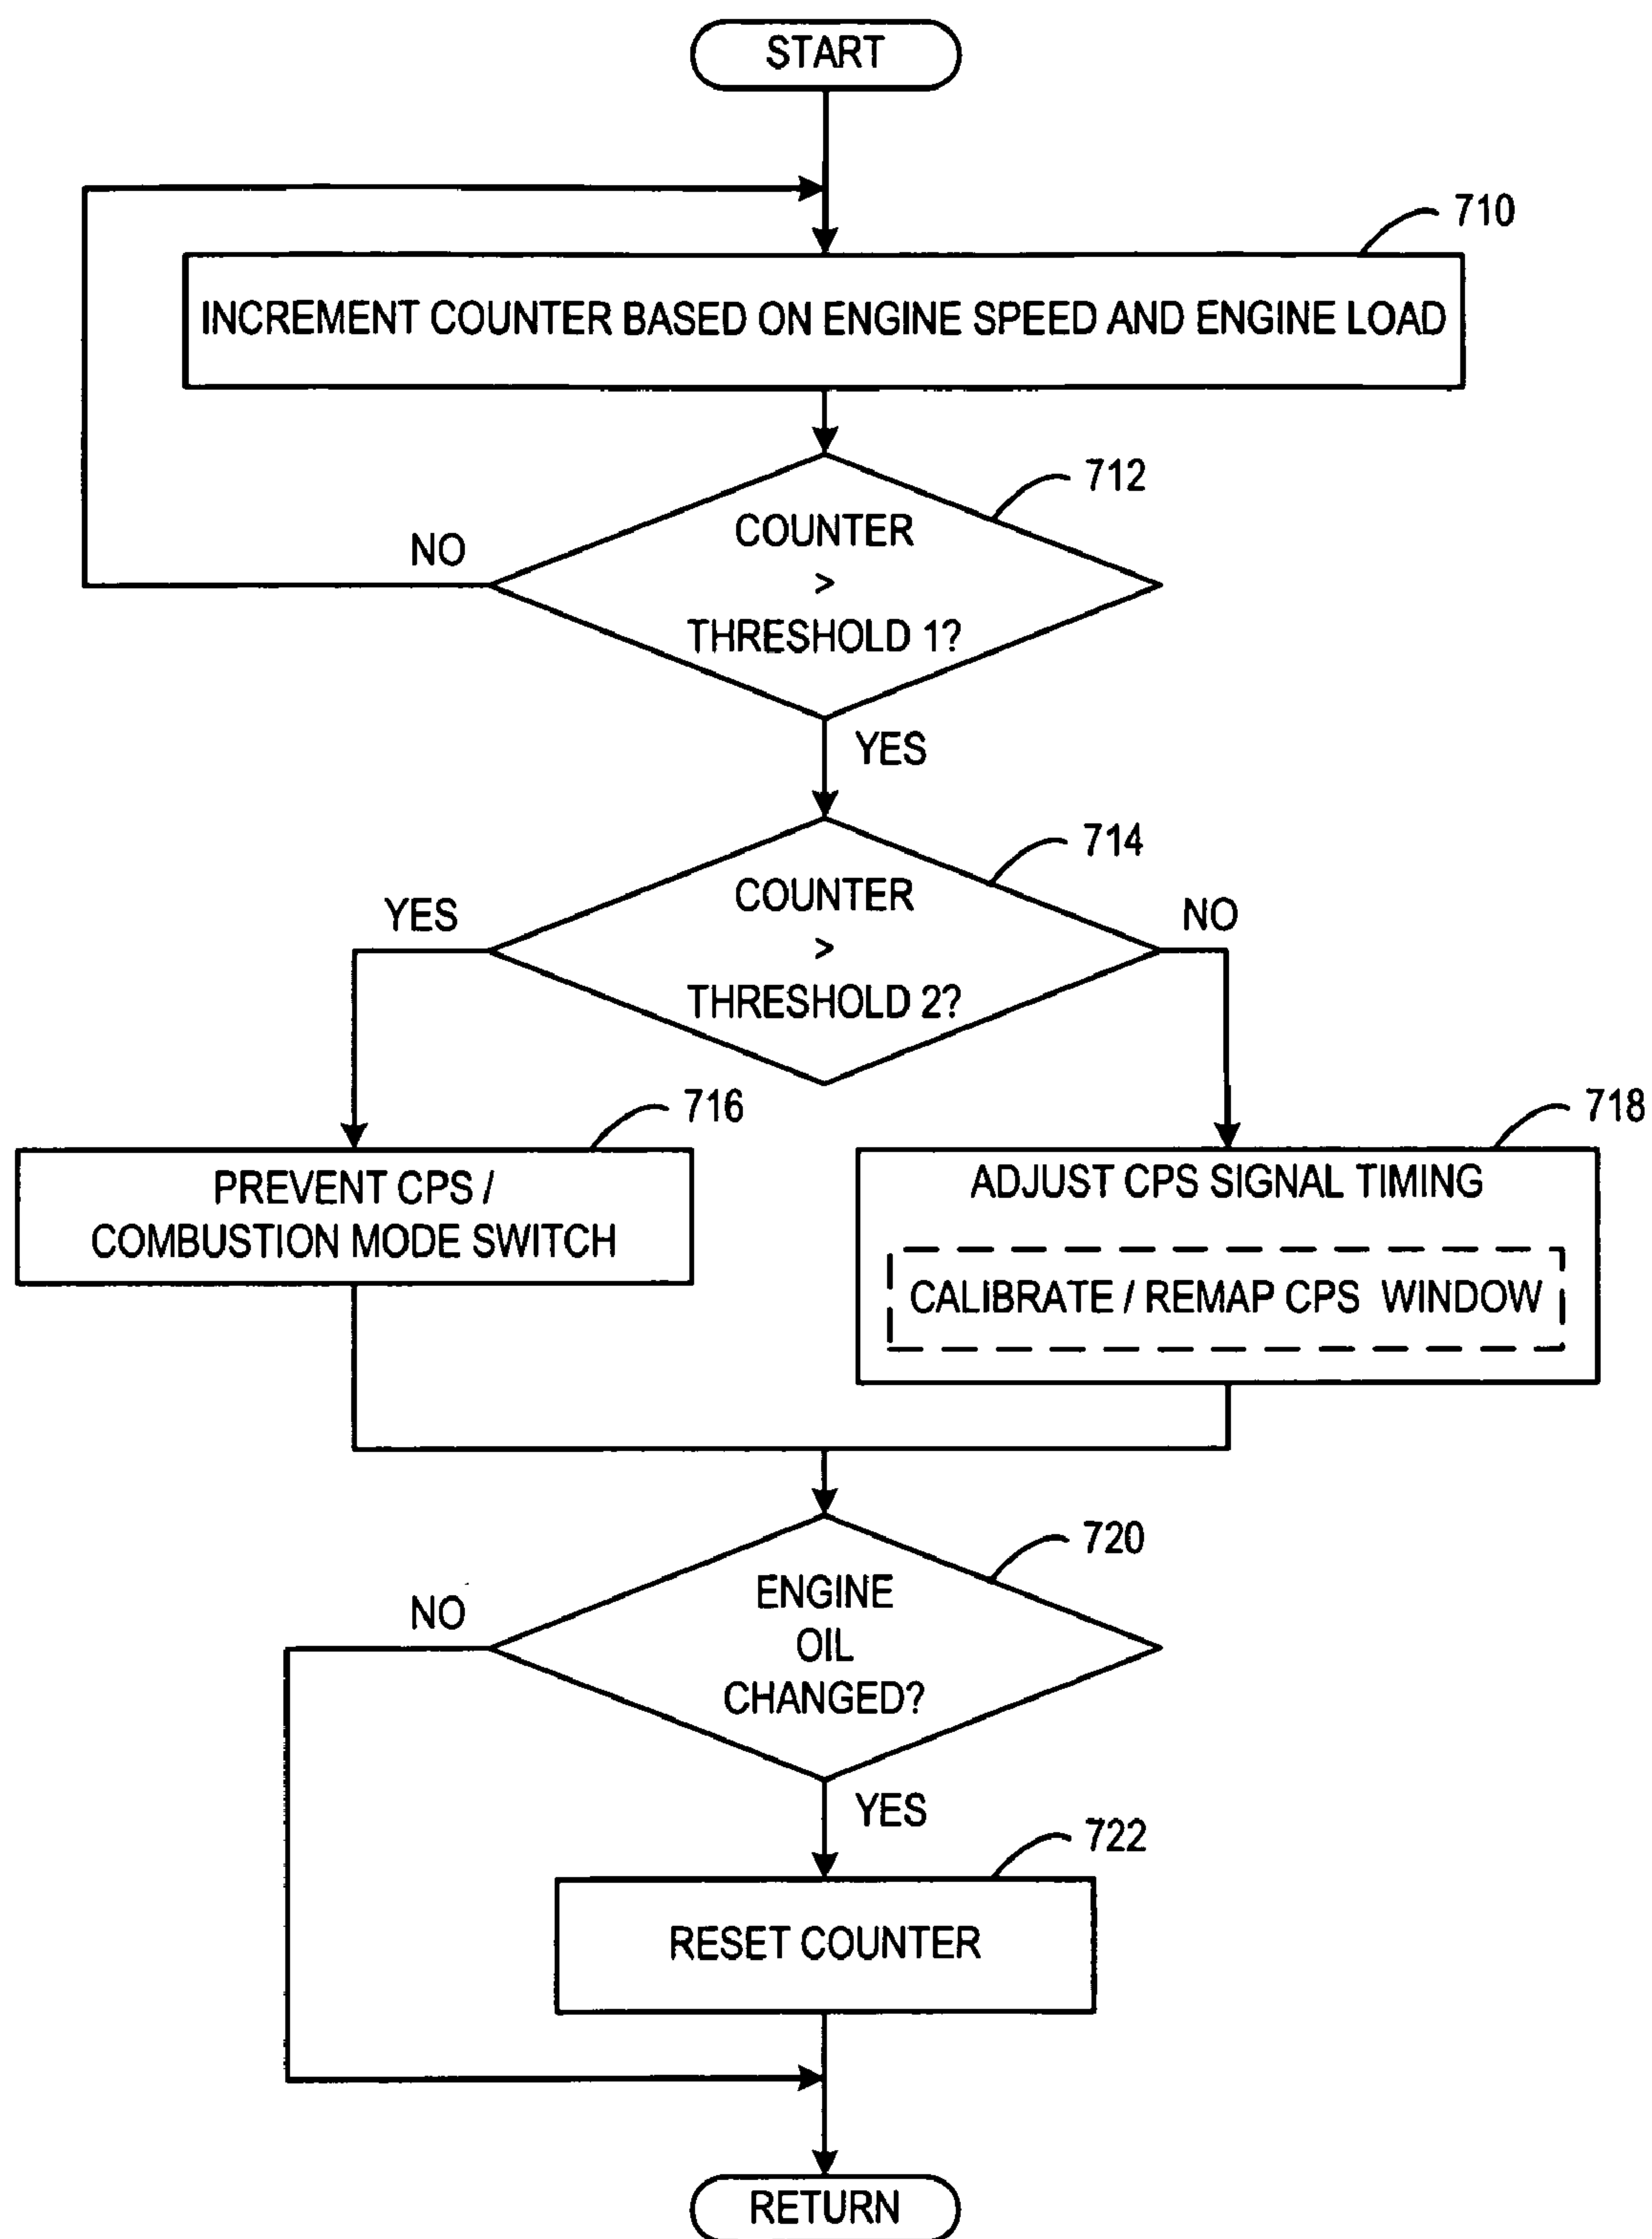 START
710
INCREMENT COUNTER BASED ON ENGINE SPEED AND ENGINE LOAD
712
COUNTER
>
THRESHOLD 1?
NO
YES
714
COUNTER
>
THRESHOLD 2?
YES
NO
716
PREVENT CPS /
COMBUSTION MODE SWITCH
718
ADJUST CPS SIGNAL TIMING
CALIBRATE / REMAP CPS WINDOW
720
ENGINE
OIL
CHANGED?
NO
YES
722
RESET COUNTER
RETURN